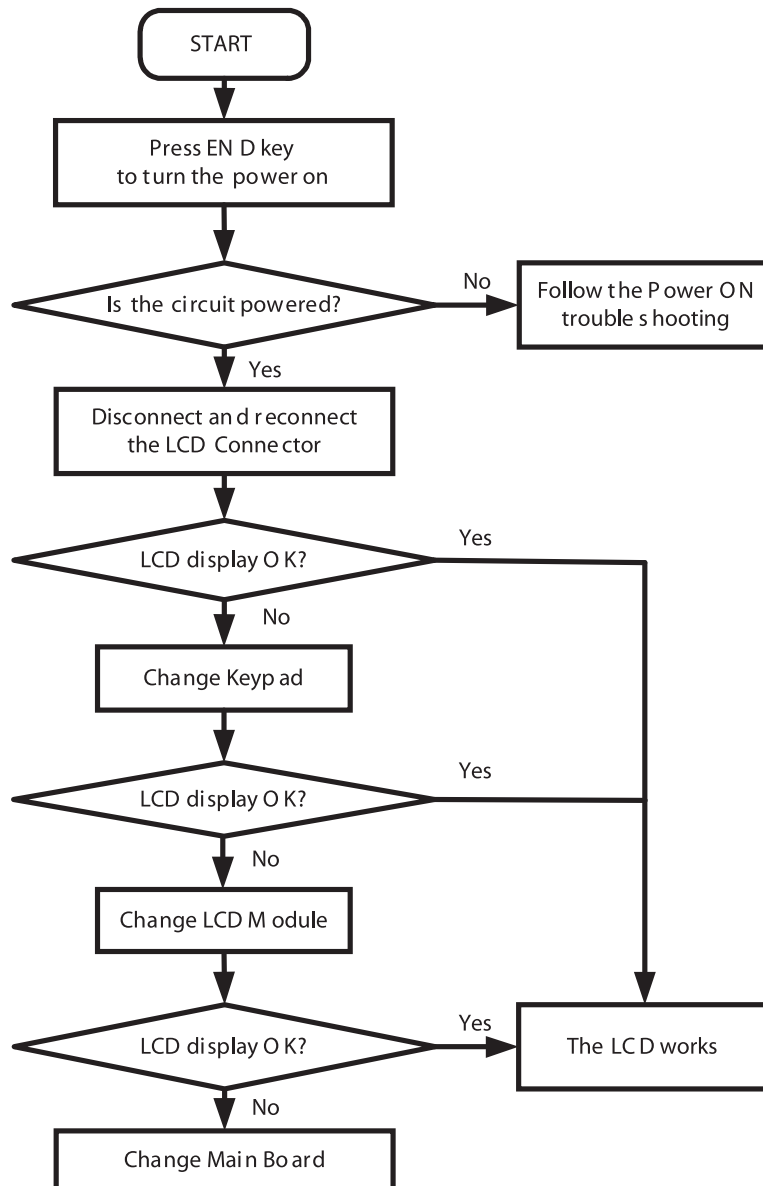 START
Press END key
to turn the power on
Is the circuit powered?
No
Follow the Power ON
trouble shooting
Yes
Disconnect and reconnect
the LCD Connector
LCD display OK?
Yes
No
Change Keypad
LCD display OK?
Yes
No
Change LCD Module
LCD display OK?
Yes
The LCD works
No
Change Main Board